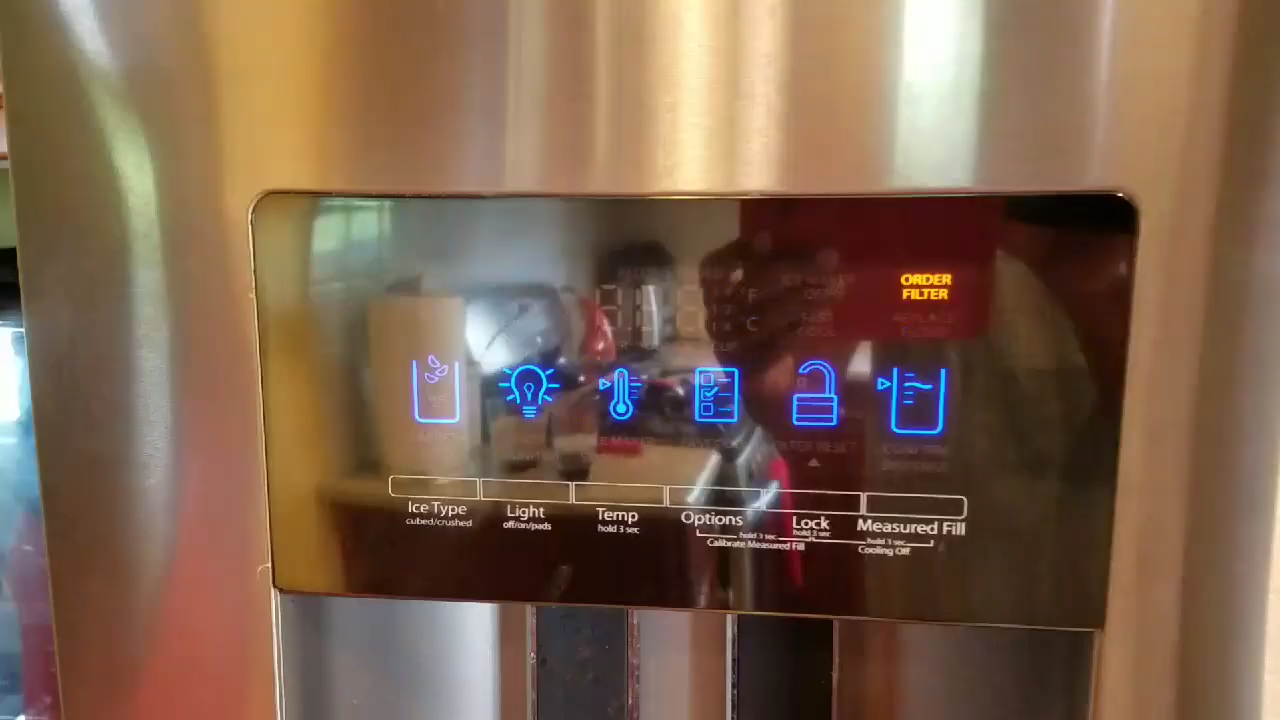 ORDER
FILTER
F
C
Ice Type
cubed/crushed
Light
off/on/pads
Temp
hold 3 sec
Options
Lock
hold 3 sec
Measured Fill
hold 3 sec
Calibrate Measured Fill
hold 3 sec
Cooling Off